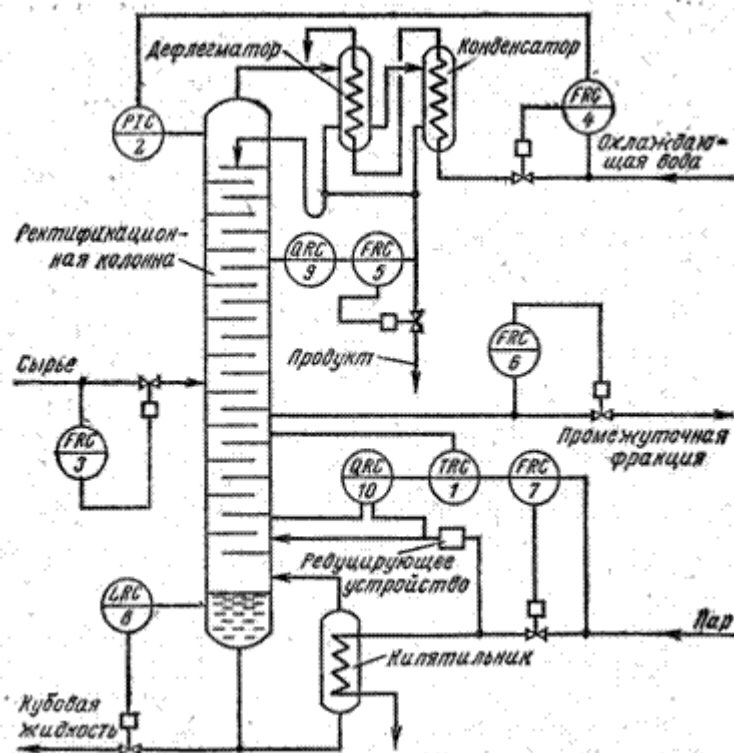 Дефлегматор
Конденсатор
PIC
2
FRC
4
Охлаждаю-
щая вода
Ректификацион-
ная колонна
QRC
9
FRC
5
Продукт
FRC
6
Сырье
FRC
3
Промежуточная
фракция
QRC
10
TRC
1
FRC
7
Редуцирующее
устройство
LRC
8
Пар
Кипятильник
Кубовая
жидкость